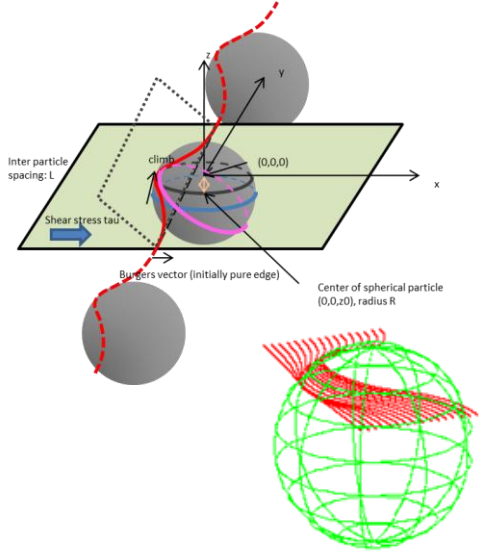 z
y
climb
(0,0,0)
Inter particle
spacing: L
x
Shear stress tau
Burgers vector (initially pure edge)
Center of spherical particle
(0,0,z0), radius R